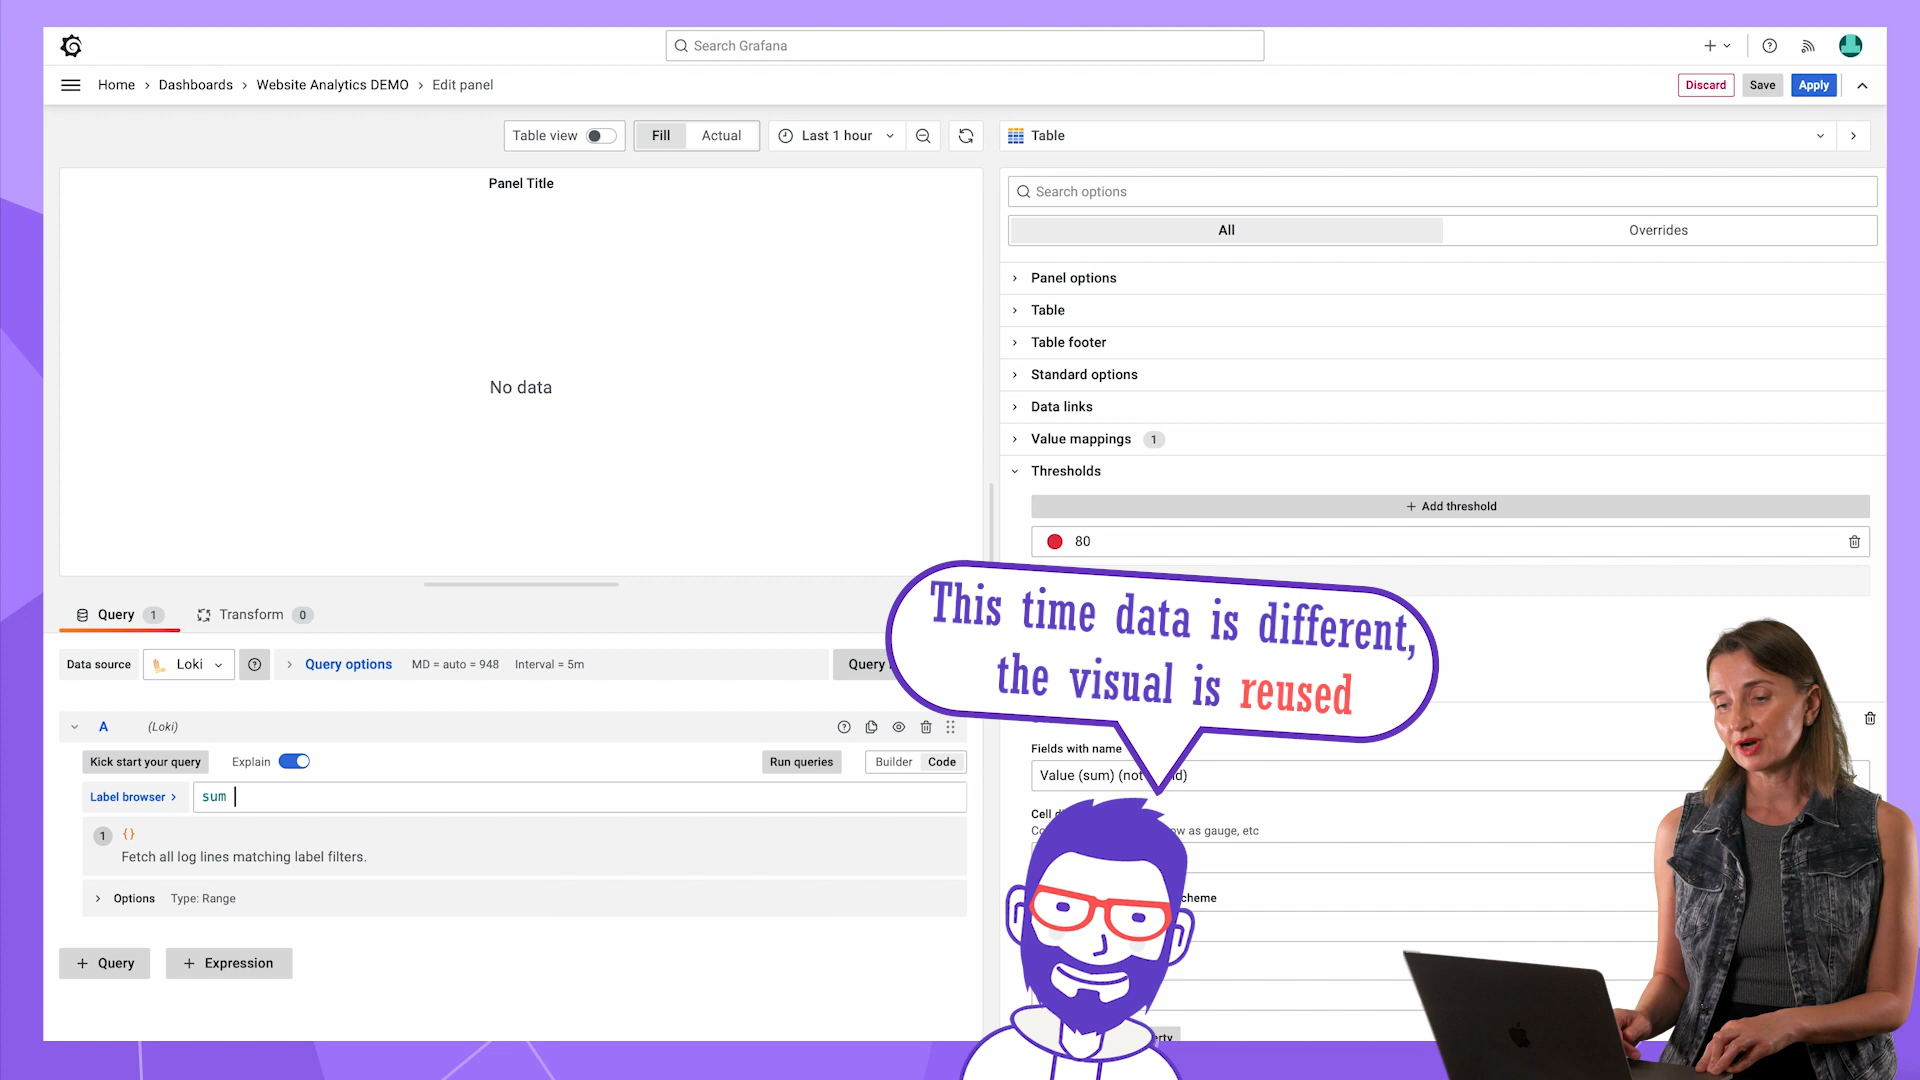 Search Grafana
Home > Dashboards > Website Analytics DEMO > Edit panel
Discard
Save
Apply
Table view
Fill
Actual
Last 1 hour
Table
Panel Title
No data
Search options
All
Overrides
Panel options
Table
Table footer
Standard options
Data links
Value mappings 1
Thresholds
+ Add threshold
80
This time data is different,
the visual is reused
Query 1
Transform 0
Data source
Loki
Query options
MD = auto = 948
Interval = 5m
Query
A
(Loki)
Kick start your query
Explain
Run queries
Builder
Code
Label browser >
sum
1
{}
Fetch all log lines matching label filters.
Options
Type: Range
+ Query
+ Expression
Fields with name
Value (sum) (not
Cell
as gauge, etc